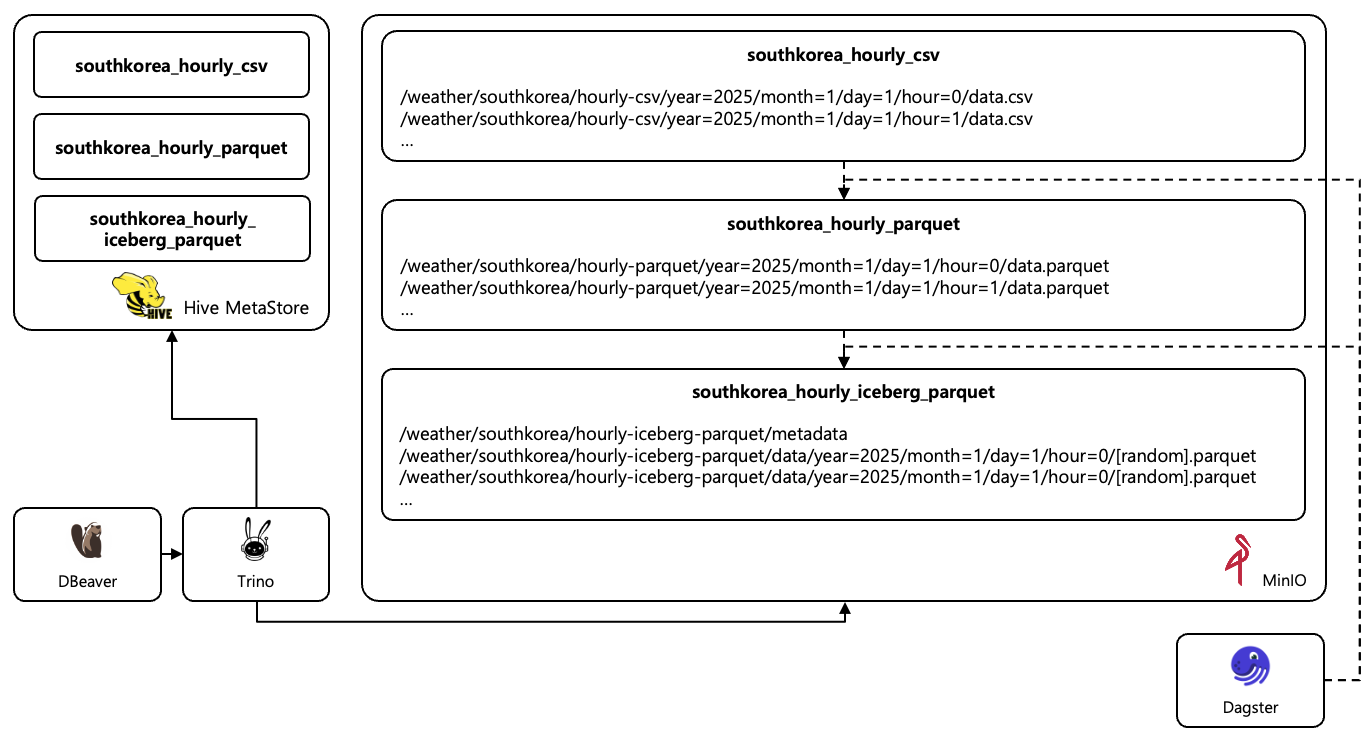 southkorea_hourly_csv
southkorea_hourly_parquet
southkorea_hourly_
iceberg_parquet
HIVE
Hive MetaStore
southkorea_hourly_csv
/weather/southkorea/hourly-csv/year=2025/month=1/day=1/hour=0/data.csv
/weather/southkorea/hourly-csv/year=2025/month=1/day=1/hour=1/data.csv
...
southkorea_hourly_parquet
/weather/southkorea/hourly-parquet/year=2025/month=1/day=1/hour=0/data.parquet
/weather/southkorea/hourly-parquet/year=2025/month=1/day=1/hour=1/data.parquet
...
southkorea_hourly_iceberg_parquet
/weather/southkorea/hourly-iceberg-parquet/metadata
/weather/southkorea/hourly-iceberg-parquet/data/year=2025/month=1/day=1/hour=0/[random].parquet
/weather/southkorea/hourly-iceberg-parquet/data/year=2025/month=1/day=1/hour=0/[random].parquet
...
MinIO
DBeaver
Trino
Dagster